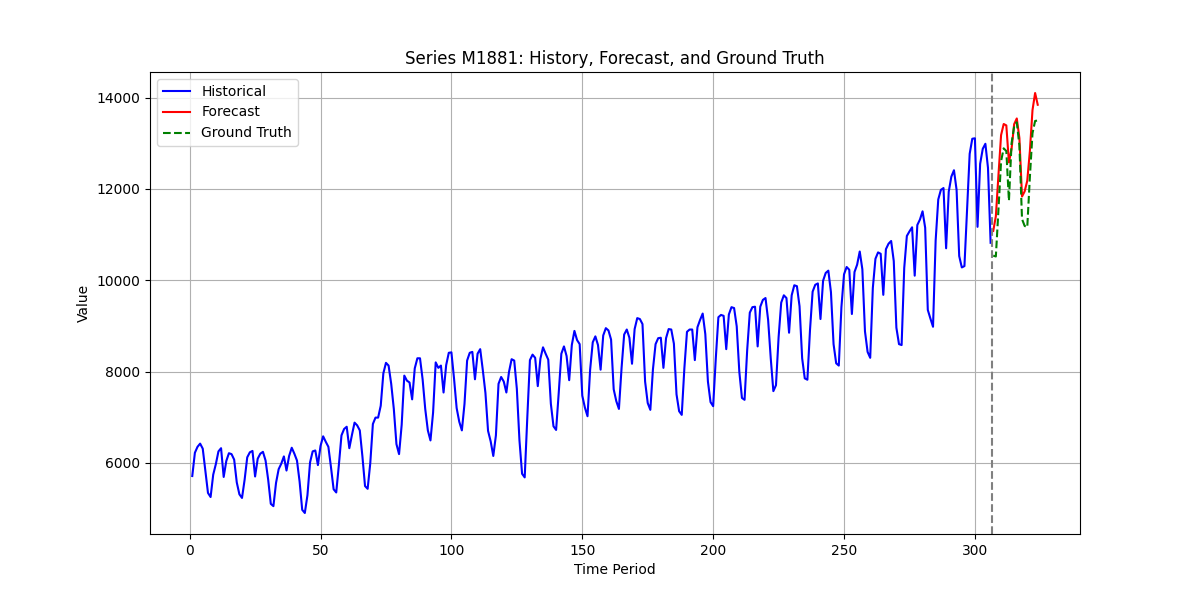 Series M1881: History, Forecast, and Ground Truth
Historical
Forecast
Ground Truth
14000
12000
10000
8000
6000
Value
0 50 100 150 200 250 300
Time Period